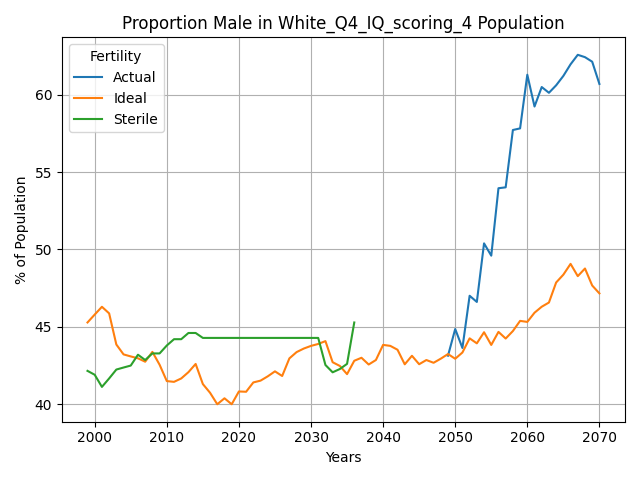 Proportion Male in White_Q4_IQ_scoring_4 Population
Fertility
Actual
Ideal
Sterile
% of Population
60
55
50
45
40
2000
2010
2020
2030
2040
2050
2060
2070
Years